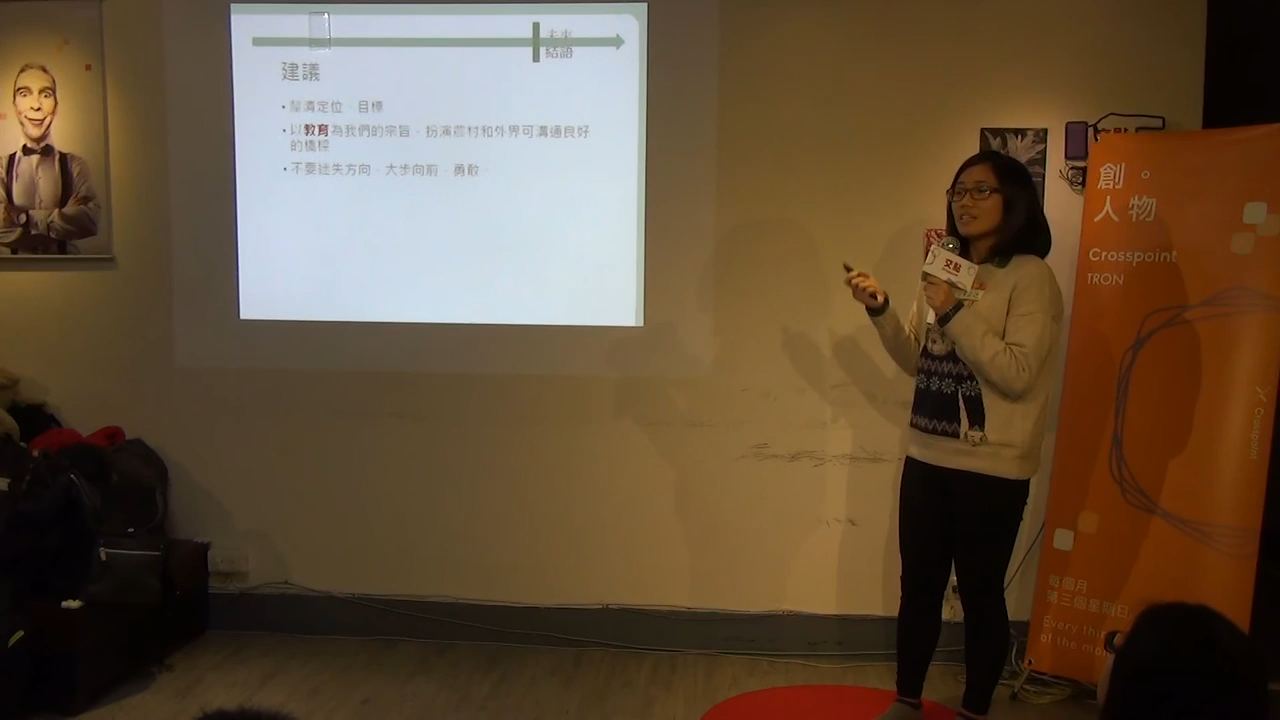 未來
結語
建議
• 釐清定位、目標
• 以教育為我們的宗旨，扮演農村和外界可溝通良好
的橋樑
• 不要迷失方向，大步向前，勇敢
交點
創。
人物
Crosspoint
TRON
Crosspoint
每個月
第三個星期日
Every thi
of the mo